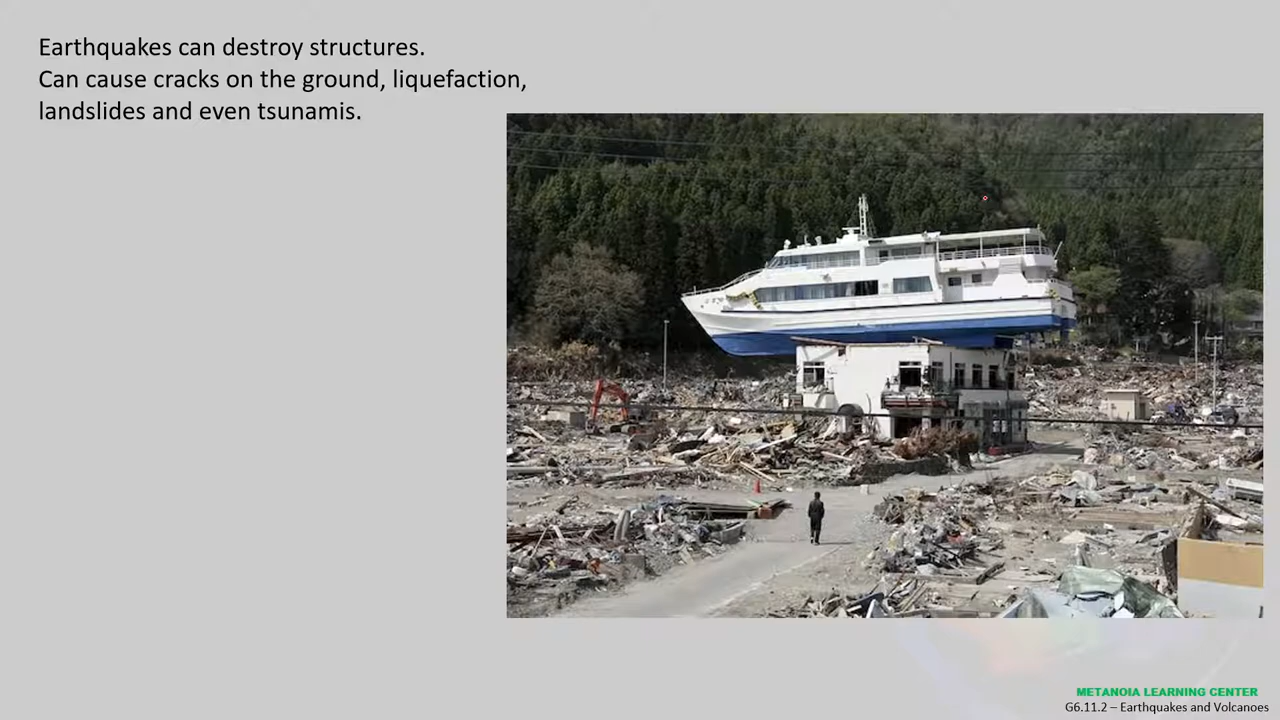 Earthquakes can destroy structures.
Can cause cracks on the ground, liquefaction,
landslides and even tsunamis.
METANOIA LEARNING CENTER
G6.11.2 – Earthquakes and Volcanoes